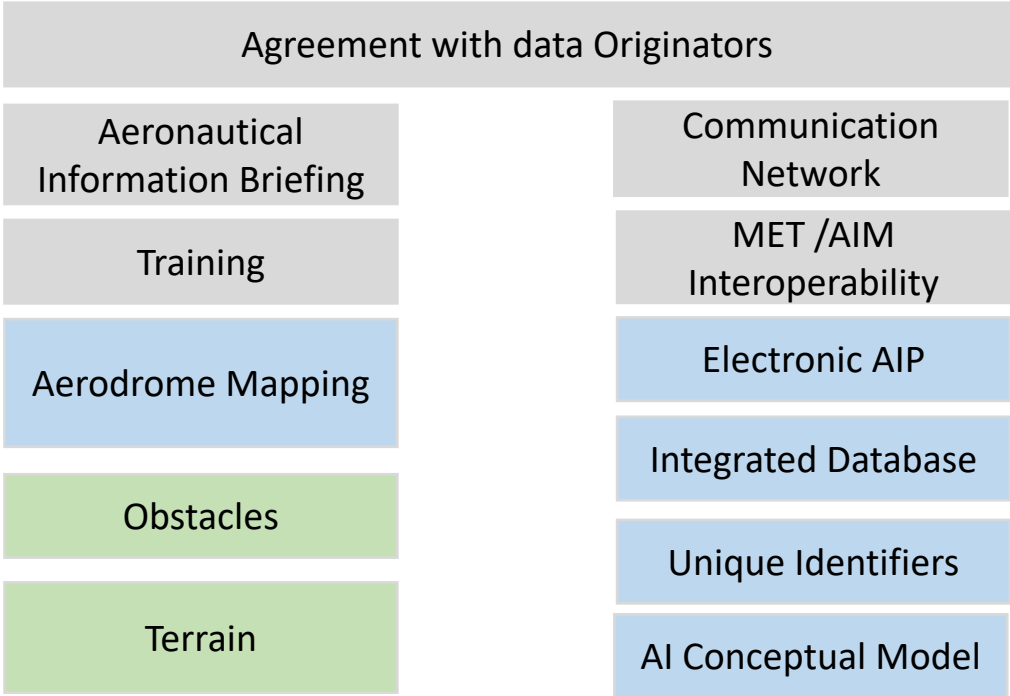 Agreement with data Originators
Aeronautical
Information Briefing
Training
Aerodrome Mapping
Obstacles
Terrain
Communication
Network
MET /AIM
Interoperability
Electronic AIP
Integrated Database
Unique Identifiers
AI Conceptual Model